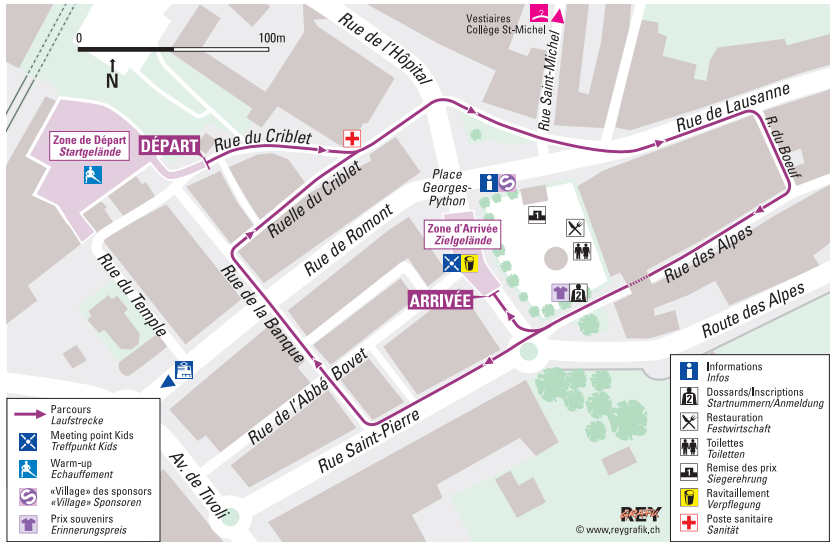 0
100m
N
Vestiaires
Collège St-Michel
Rue de l'Hôpital
Rue Saint-Michel
Rue de Lausanne
R. du Boeuf
Zone de Départ
Startgelände
DÉPART
Rue du Criblet
Ruelle du Criblet
Place
Georges-
Python
i
S
Rue de Romont
Zone d'Arrivée
Zielgelände
1
2
ARRIVÉE
Rue des Alpes
Route des Alpes
Rue du Temple
Rue de la Banque
Rue de l'Abbé Bovet
Rue Saint-Pierre
Av. de Tivoli
Parcours
Laufstrecke
Meeting point Kids
Treffpunkt Kids
Warm-up
Echauffement
S
«Village» des sponsors
«Village» Sponsoren
Prix souvenirs
Erinnerungspreis
i
Informations
Infos
2
Dossards/Inscriptions
Startnummern/Anmeldung
Restauration
Festwirtschaft
Toilettes
Toiletten
1
Remise des prix
Siegerehrung
Ravitaillement
Verpflegung
Poste sanitaire
Sanität
REY
GRAFIK
© www.reygrafik.ch